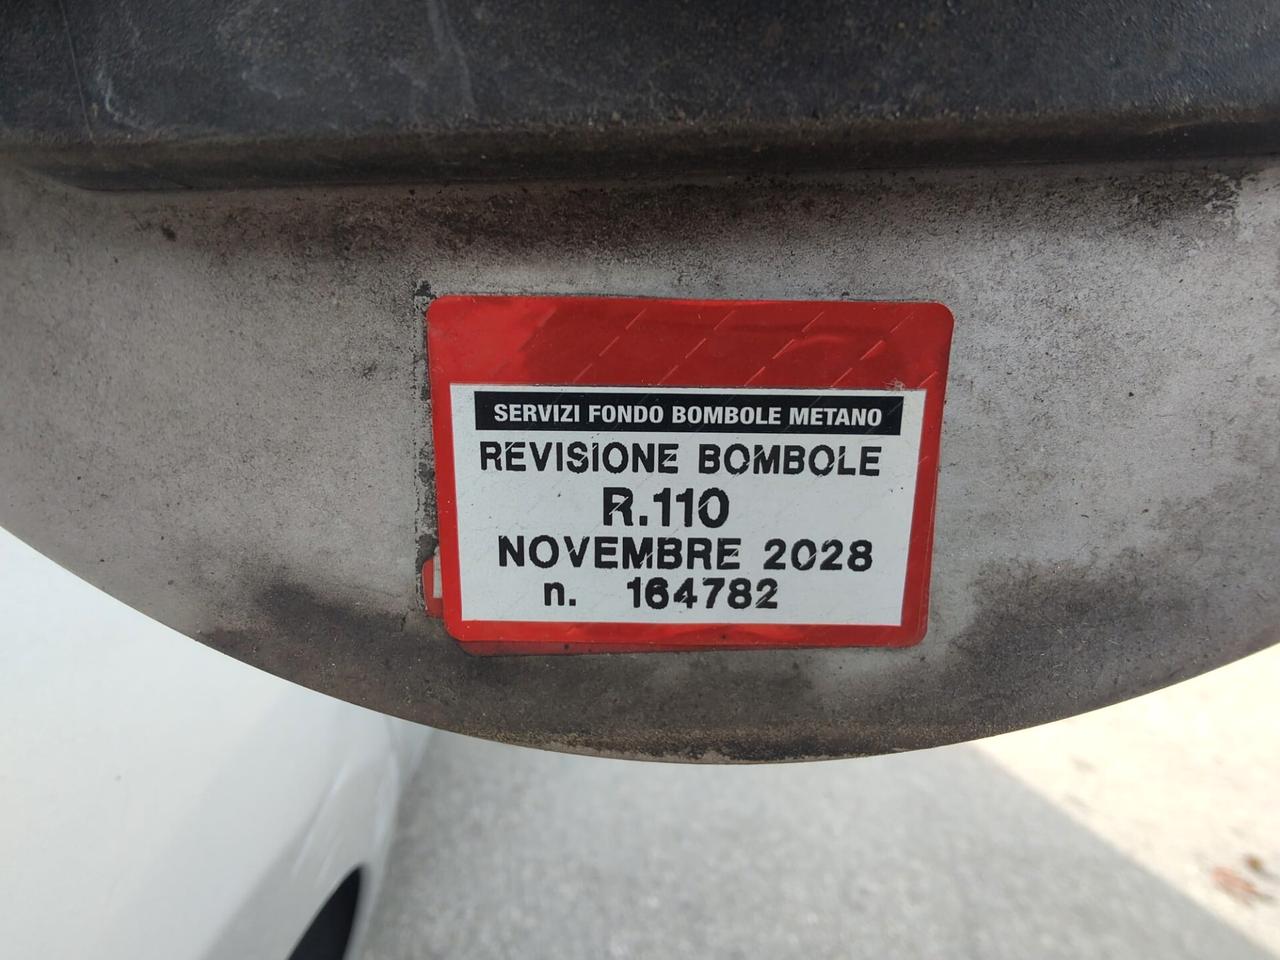 SERVIZI FONDO BOMBOLE METANO
REVISIONE BOMBOLE
R.110
NOVEMBRE 2028
n. 164782